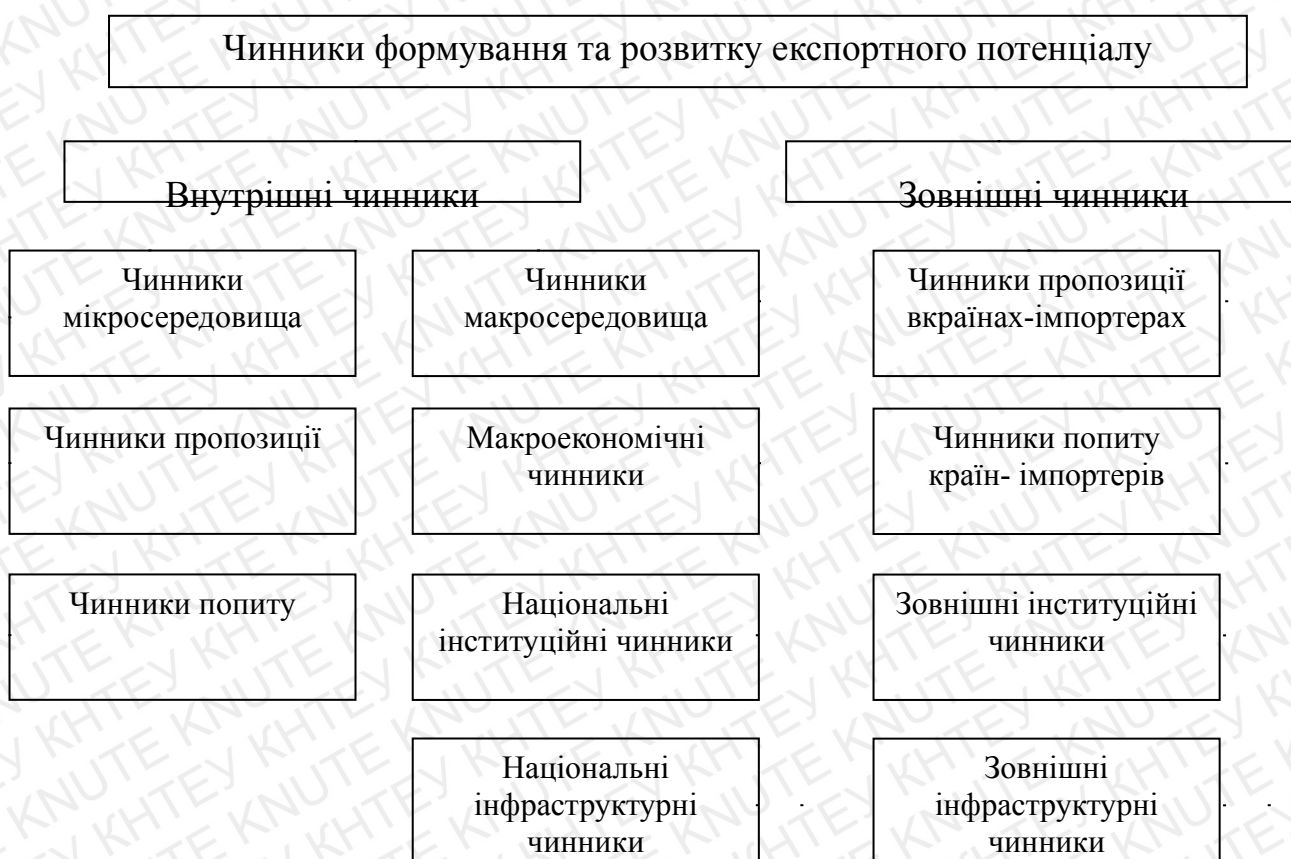 Чинники формування та розвитку експортного потенціалу
Внутрішні чинники
Зовнішні чинники
Чинники
мікросередовища
Чинники
макросередовища
Чинники пропозиції
вкраїнах-імпортерах
Чинники пропозиції
Макроекономічні
чинники
Чинники попиту
країн- імпортерів
Чинники попиту
Національні
інституційні чинники
Зовнішні інституційні
чинники
Національні
інфраструктурні
чинники
Зовнішні
інфраструктурні
чинники